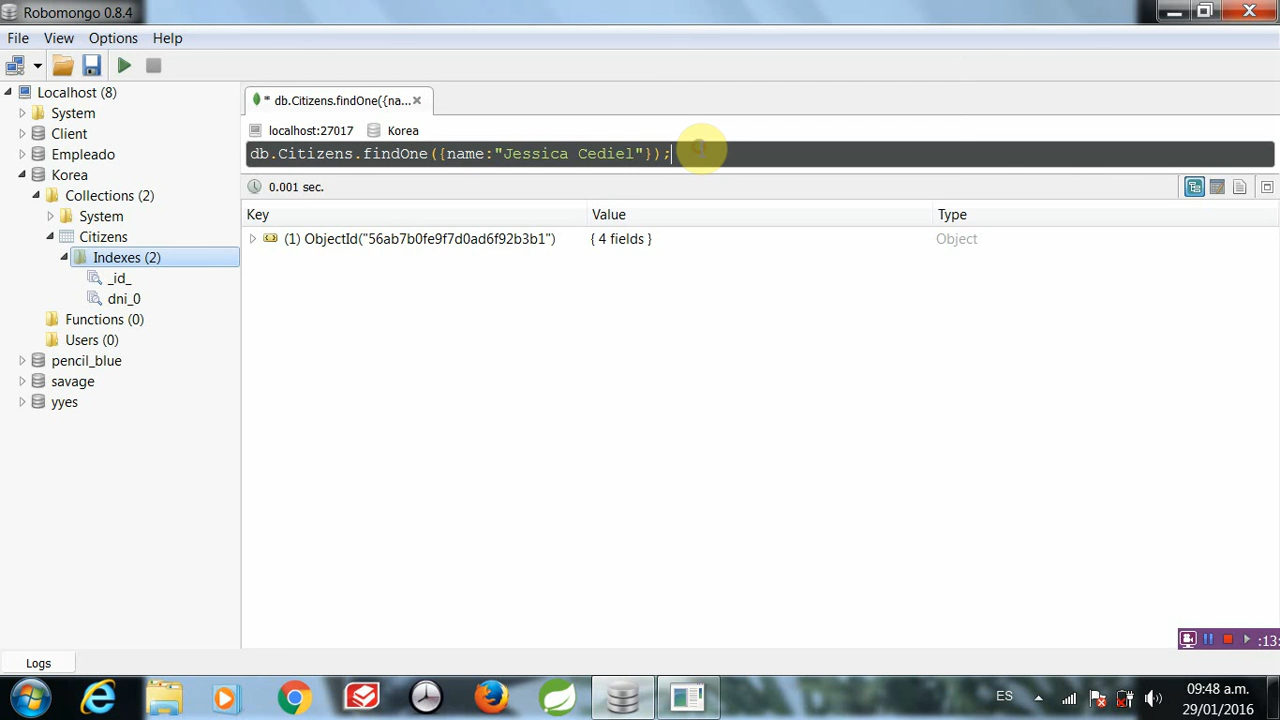 Robomongo 0.8.4
File View Options Help
Localhost (8)
System
Client
Empleado
Korea
Collections (2)
System
Citizens
Indexes (2)
_id_
dni_0
Functions (0)
Users (0)
pencil_blue
savage
yyes
* db.Citizens.findOne({na...
localhost:27017 Korea
db.Citizens.findOne({name:"Jessica Cediel"});
0.001 sec.
Key Value Type
(1) ObjectId("56ab7b0fe9f7d0ad6f92b3b1") { 4 fields } Object
:13:
Logs
ES
09:48 a.m.
29/01/2016